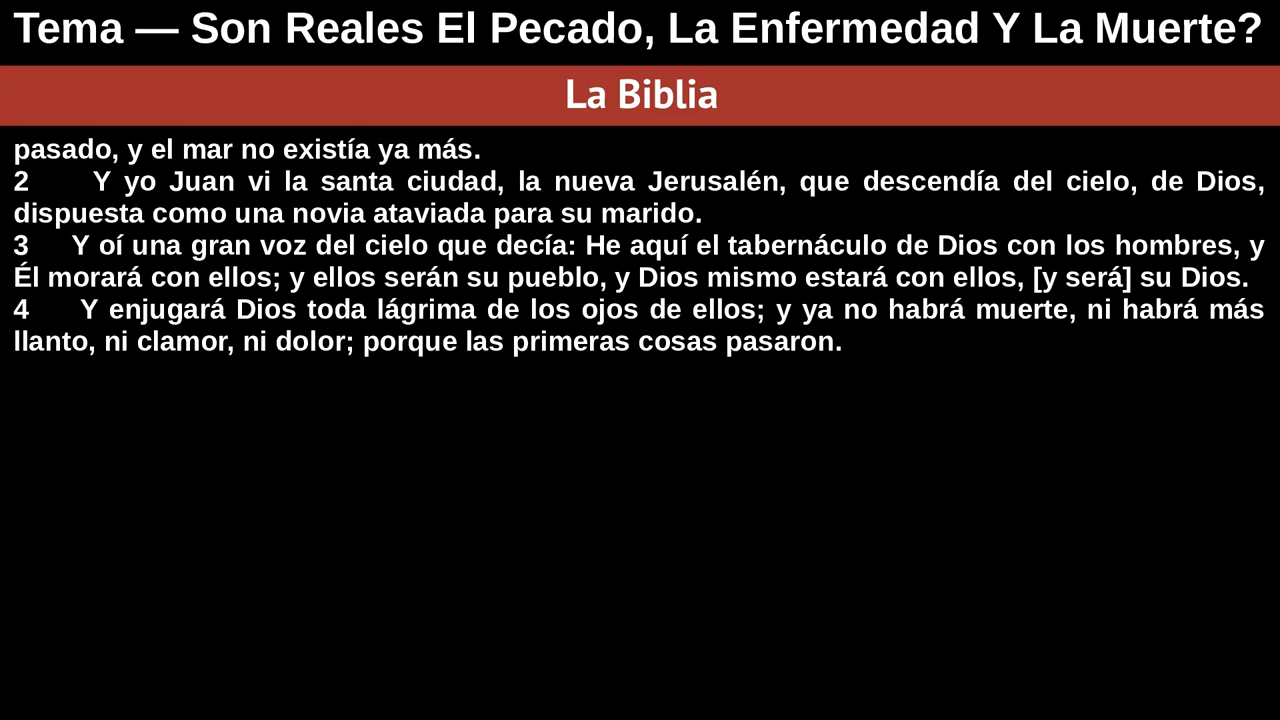 Tema — Son Reales El Pecado, La Enfermedad Y La Muerte?
La Biblia
pasado, y el mar no existía ya más.
2 Y yo Juan vi la santa ciudad, la nueva Jerusalén, que descendía del cielo, de Dios,
dispuesta como una novia ataviada para su marido.
3 Y oí una gran voz del cielo que decía: He aquí el tabernáculo de Dios con los hombres, y
Él morará con ellos; y ellos serán su pueblo, y Dios mismo estará con ellos, [y será] su Dios.
4 Y enjugará Dios toda lágrima de los ojos de ellos; y ya no habrá muerte, ni habrá más
llanto, ni clamor, ni dolor; porque las primeras cosas pasaron.